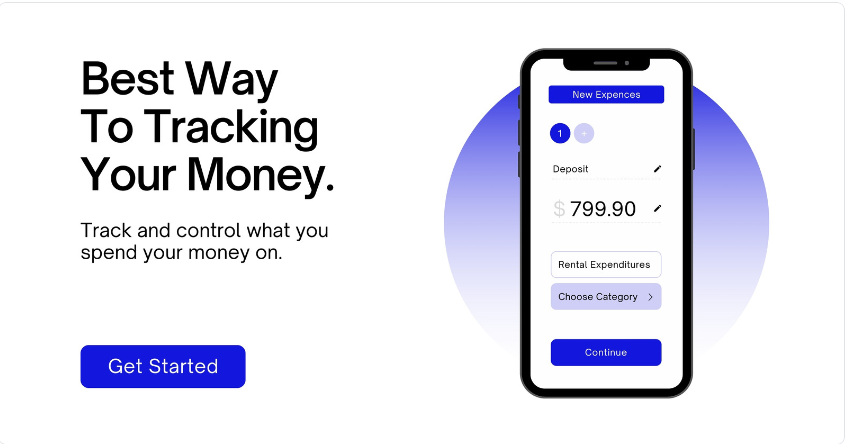 Best Way
To Tracking
Your Money.
Track and control what you
spend your money on.
Get Started
New Expences
1 +
Deposit
$ 799.90
Rental Expenditures
Choose Category >
Continue